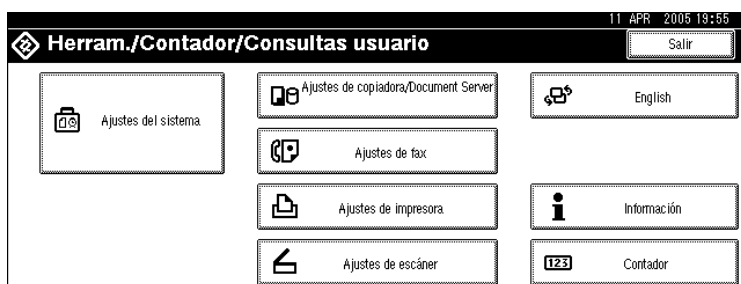 11 APR 2005 19:55
Herram./Contador/Consultas usuario
Salir
Ajustes del sistema
Ajustes de copiadora/Document Server
English
Ajustes de fax
Ajustes de impresora
Información
Ajustes de escáner
123
Contador